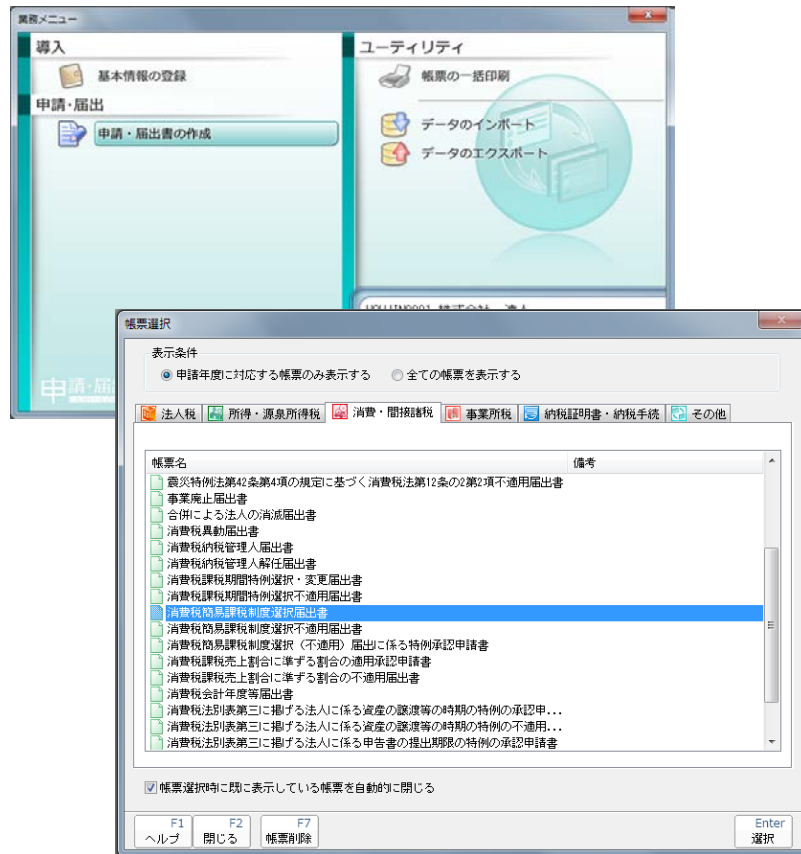 業務メニュー
導入
基本情報の登録
申請・届出
申請・届出書の作成
ユーティリティ
帳票の一括印刷
データのインポート
データのエクスポート
申請・届
帳票選択
表示条件
申請年度に対応する帳票のみ表示する
全ての帳票を表示する
法人税
所得・源泉所得税
消費・間接諸税
事業所税
納税証明書・納税手続
その他
帳票名
備考
震災特例法第42条第4項の規定に基づく消費税法第12条の2第2項不適用届出書
事業廃止届出書
合併による法人の消滅届出書
消費税異動届出書
消費税納税管理人届出書
消費税納税管理人解任届出書
消費税課税期間特例選択・変更届出書
消費税課税期間特例選択不適用届出書
消費税簡易課税制度選択届出書
消費税簡易課税制度選択不適用届出書
消費税簡易課税制度選択（不適用）届出に係る特例承認申請書
消費税課税売上割合に準ずる割合の適用承認申請書
消費税課税売上割合に準ずる割合の不適用届出書
消費税会計年度等届出書
消費税法別表第三に掲げる法人に係る資産の譲渡等の時期の特例の承認申...
消費税法別表第三に掲げる法人に係る資産の譲渡等の時期の特例の不適用...
消費税法別表第三に掲げる法人に係る申告書の提出期限の特例の承認申請書
帳票選択時に既に表示している帳票を自動的に閉じる
F1
ヘルプ
F2
閉じる
F7
帳票削除
Enter
選択